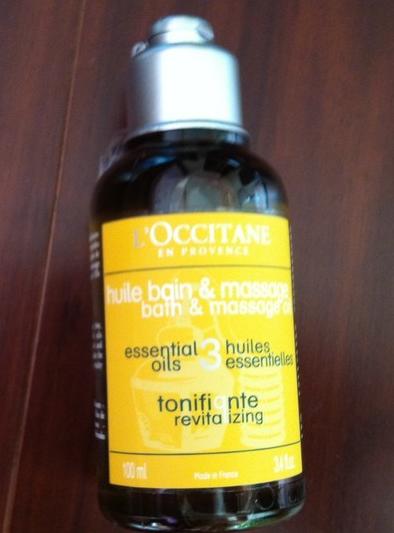 L'OCCITANE
EN PROVENCE
huile bain & massage
bath & massage oil
essential 3 huiles
oils essentielles
tonifiante
revitalizing
100 ml Made in France 3.4 fl.oz